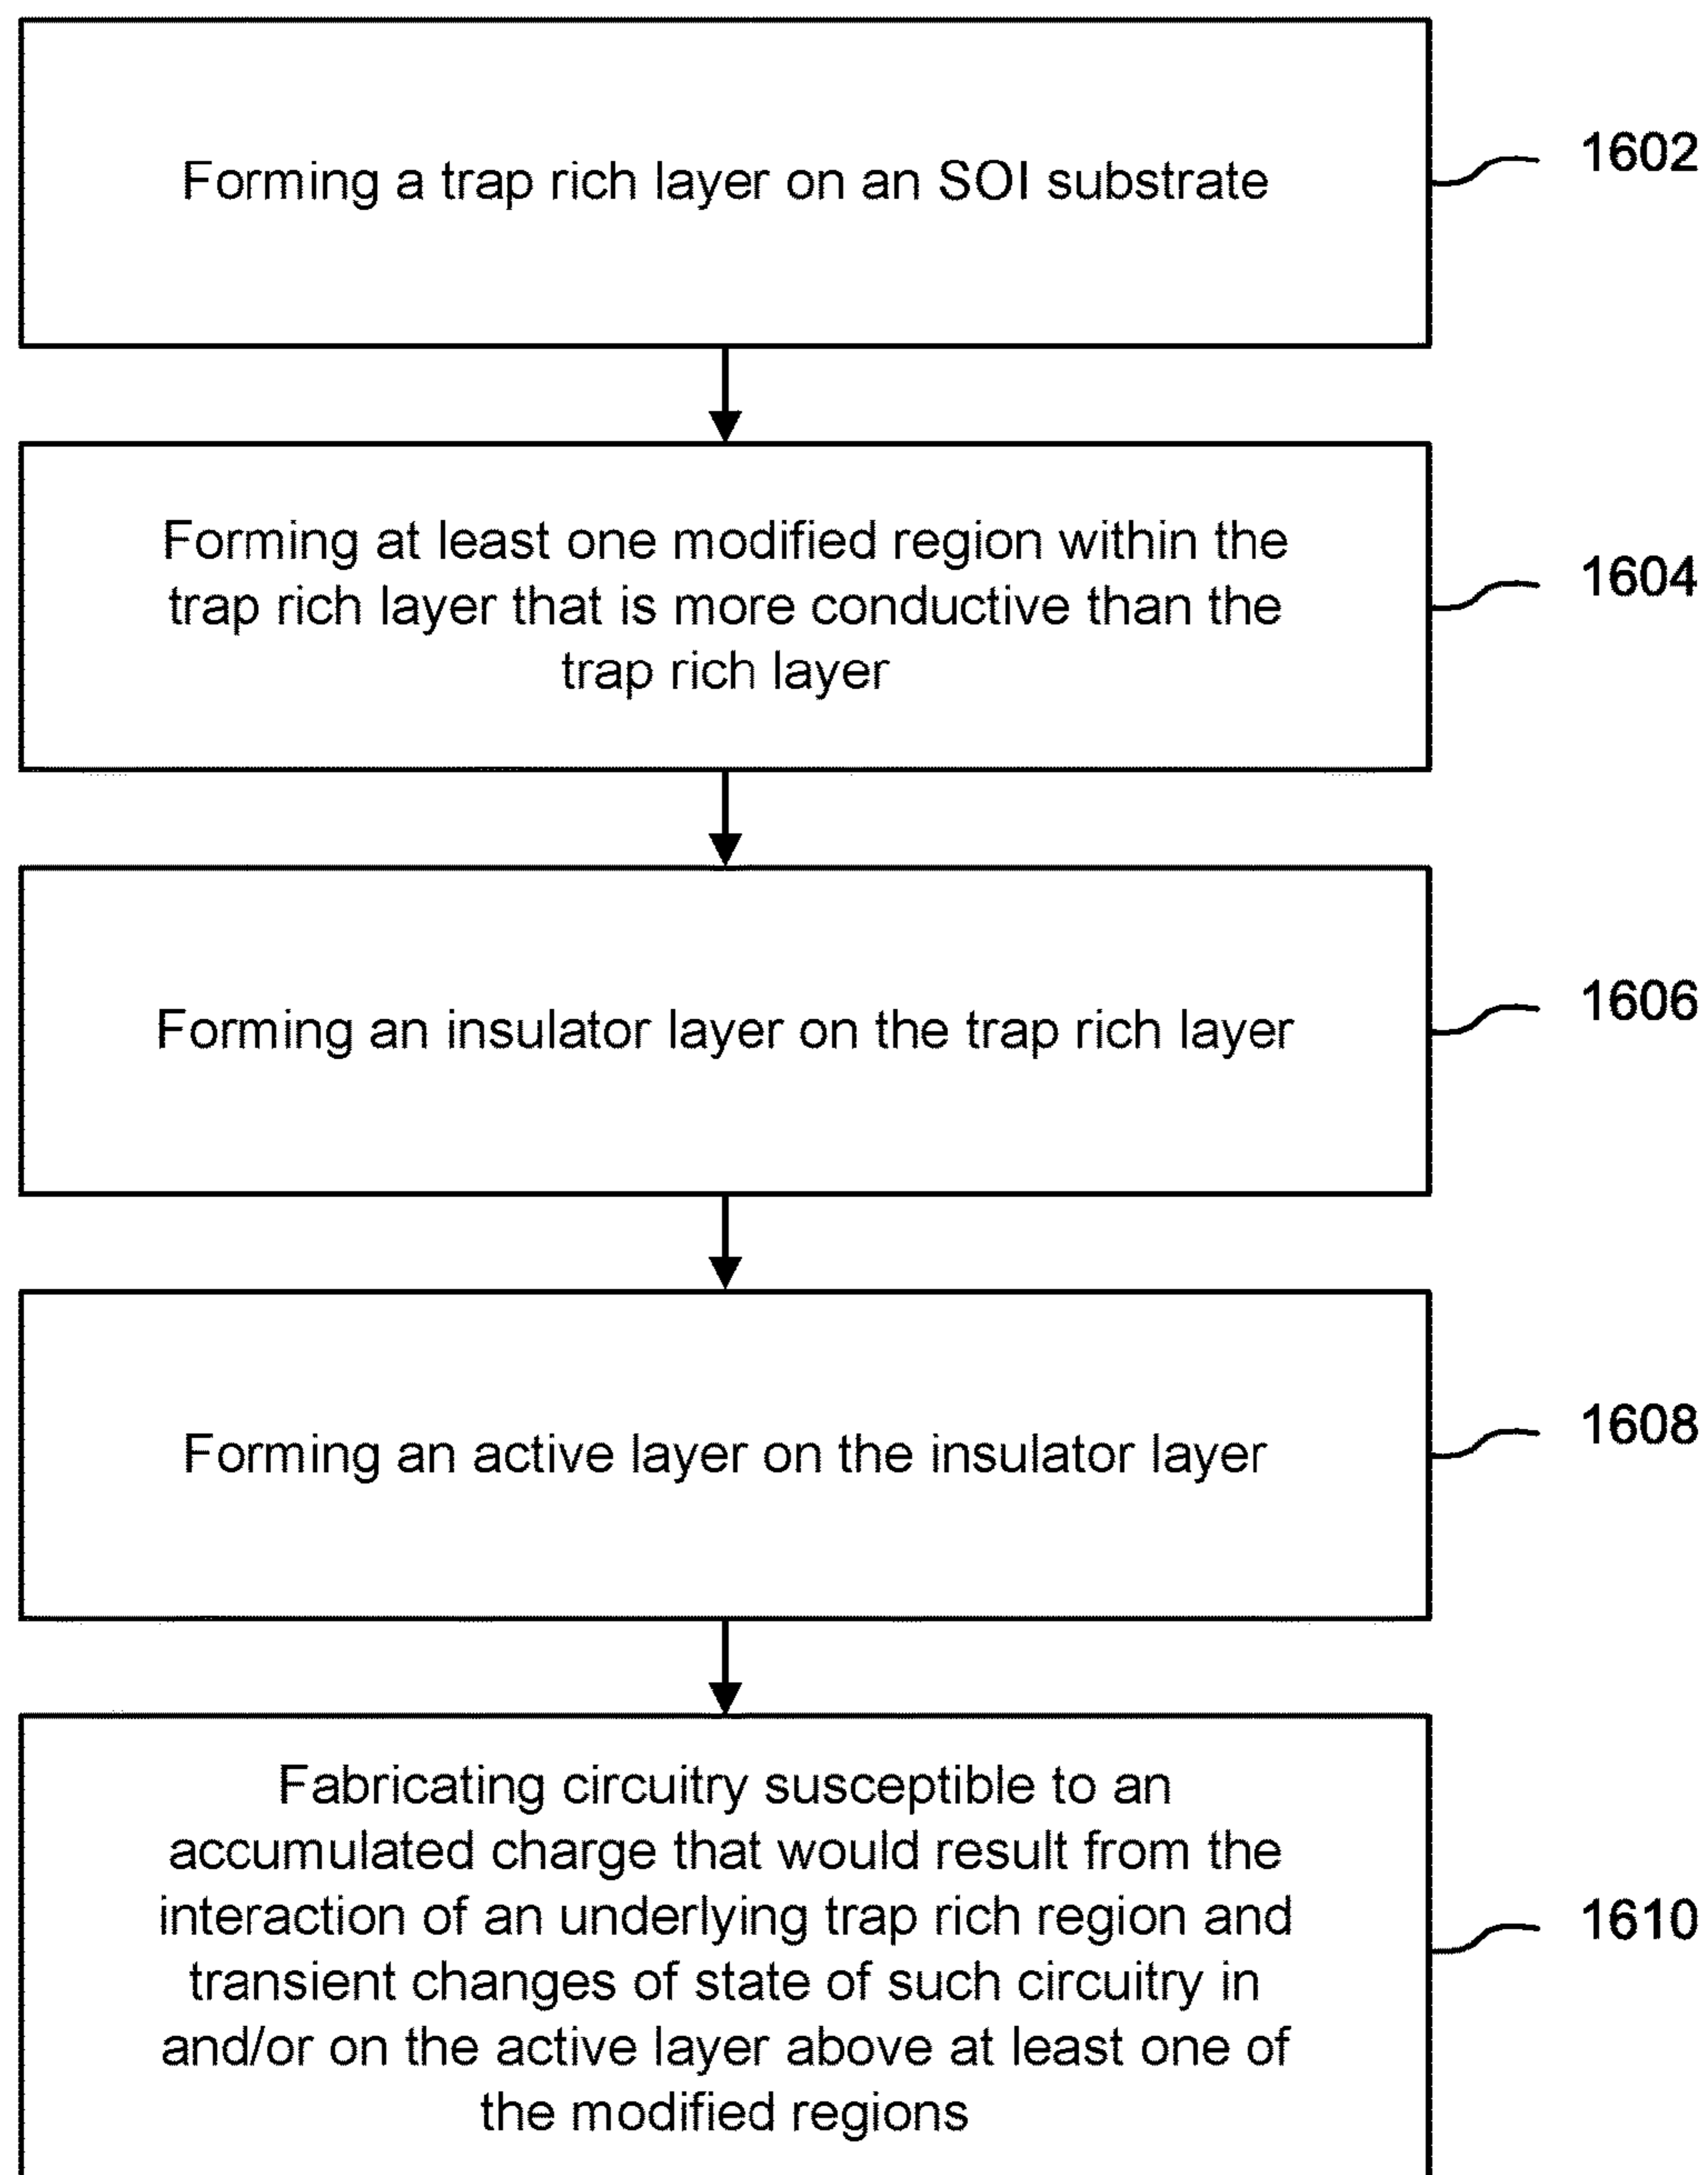 Forming a trap rich layer on an SOI substrate
1602
Forming at least one modified region within the
trap rich layer that is more conductive than the
trap rich layer
1604
Forming an insulator layer on the trap rich layer
1606
Forming an active layer on the insulator layer
1608
Fabricating circuitry susceptible to an
accumulated charge that would result from the
interaction of an underlying trap rich region and
transient changes of state of such circuitry in
and/or on the active layer above at least one of
the modified regions
1610